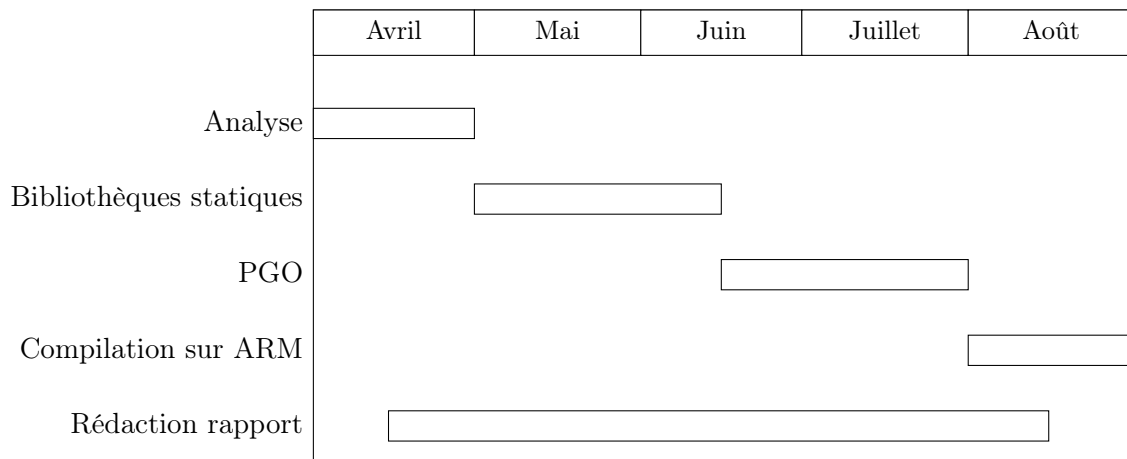 Avril Mai Juin Juillet Août
Analyse
Bibliothèques statiques
PGO
Compilation sur ARM
Rédaction rapport